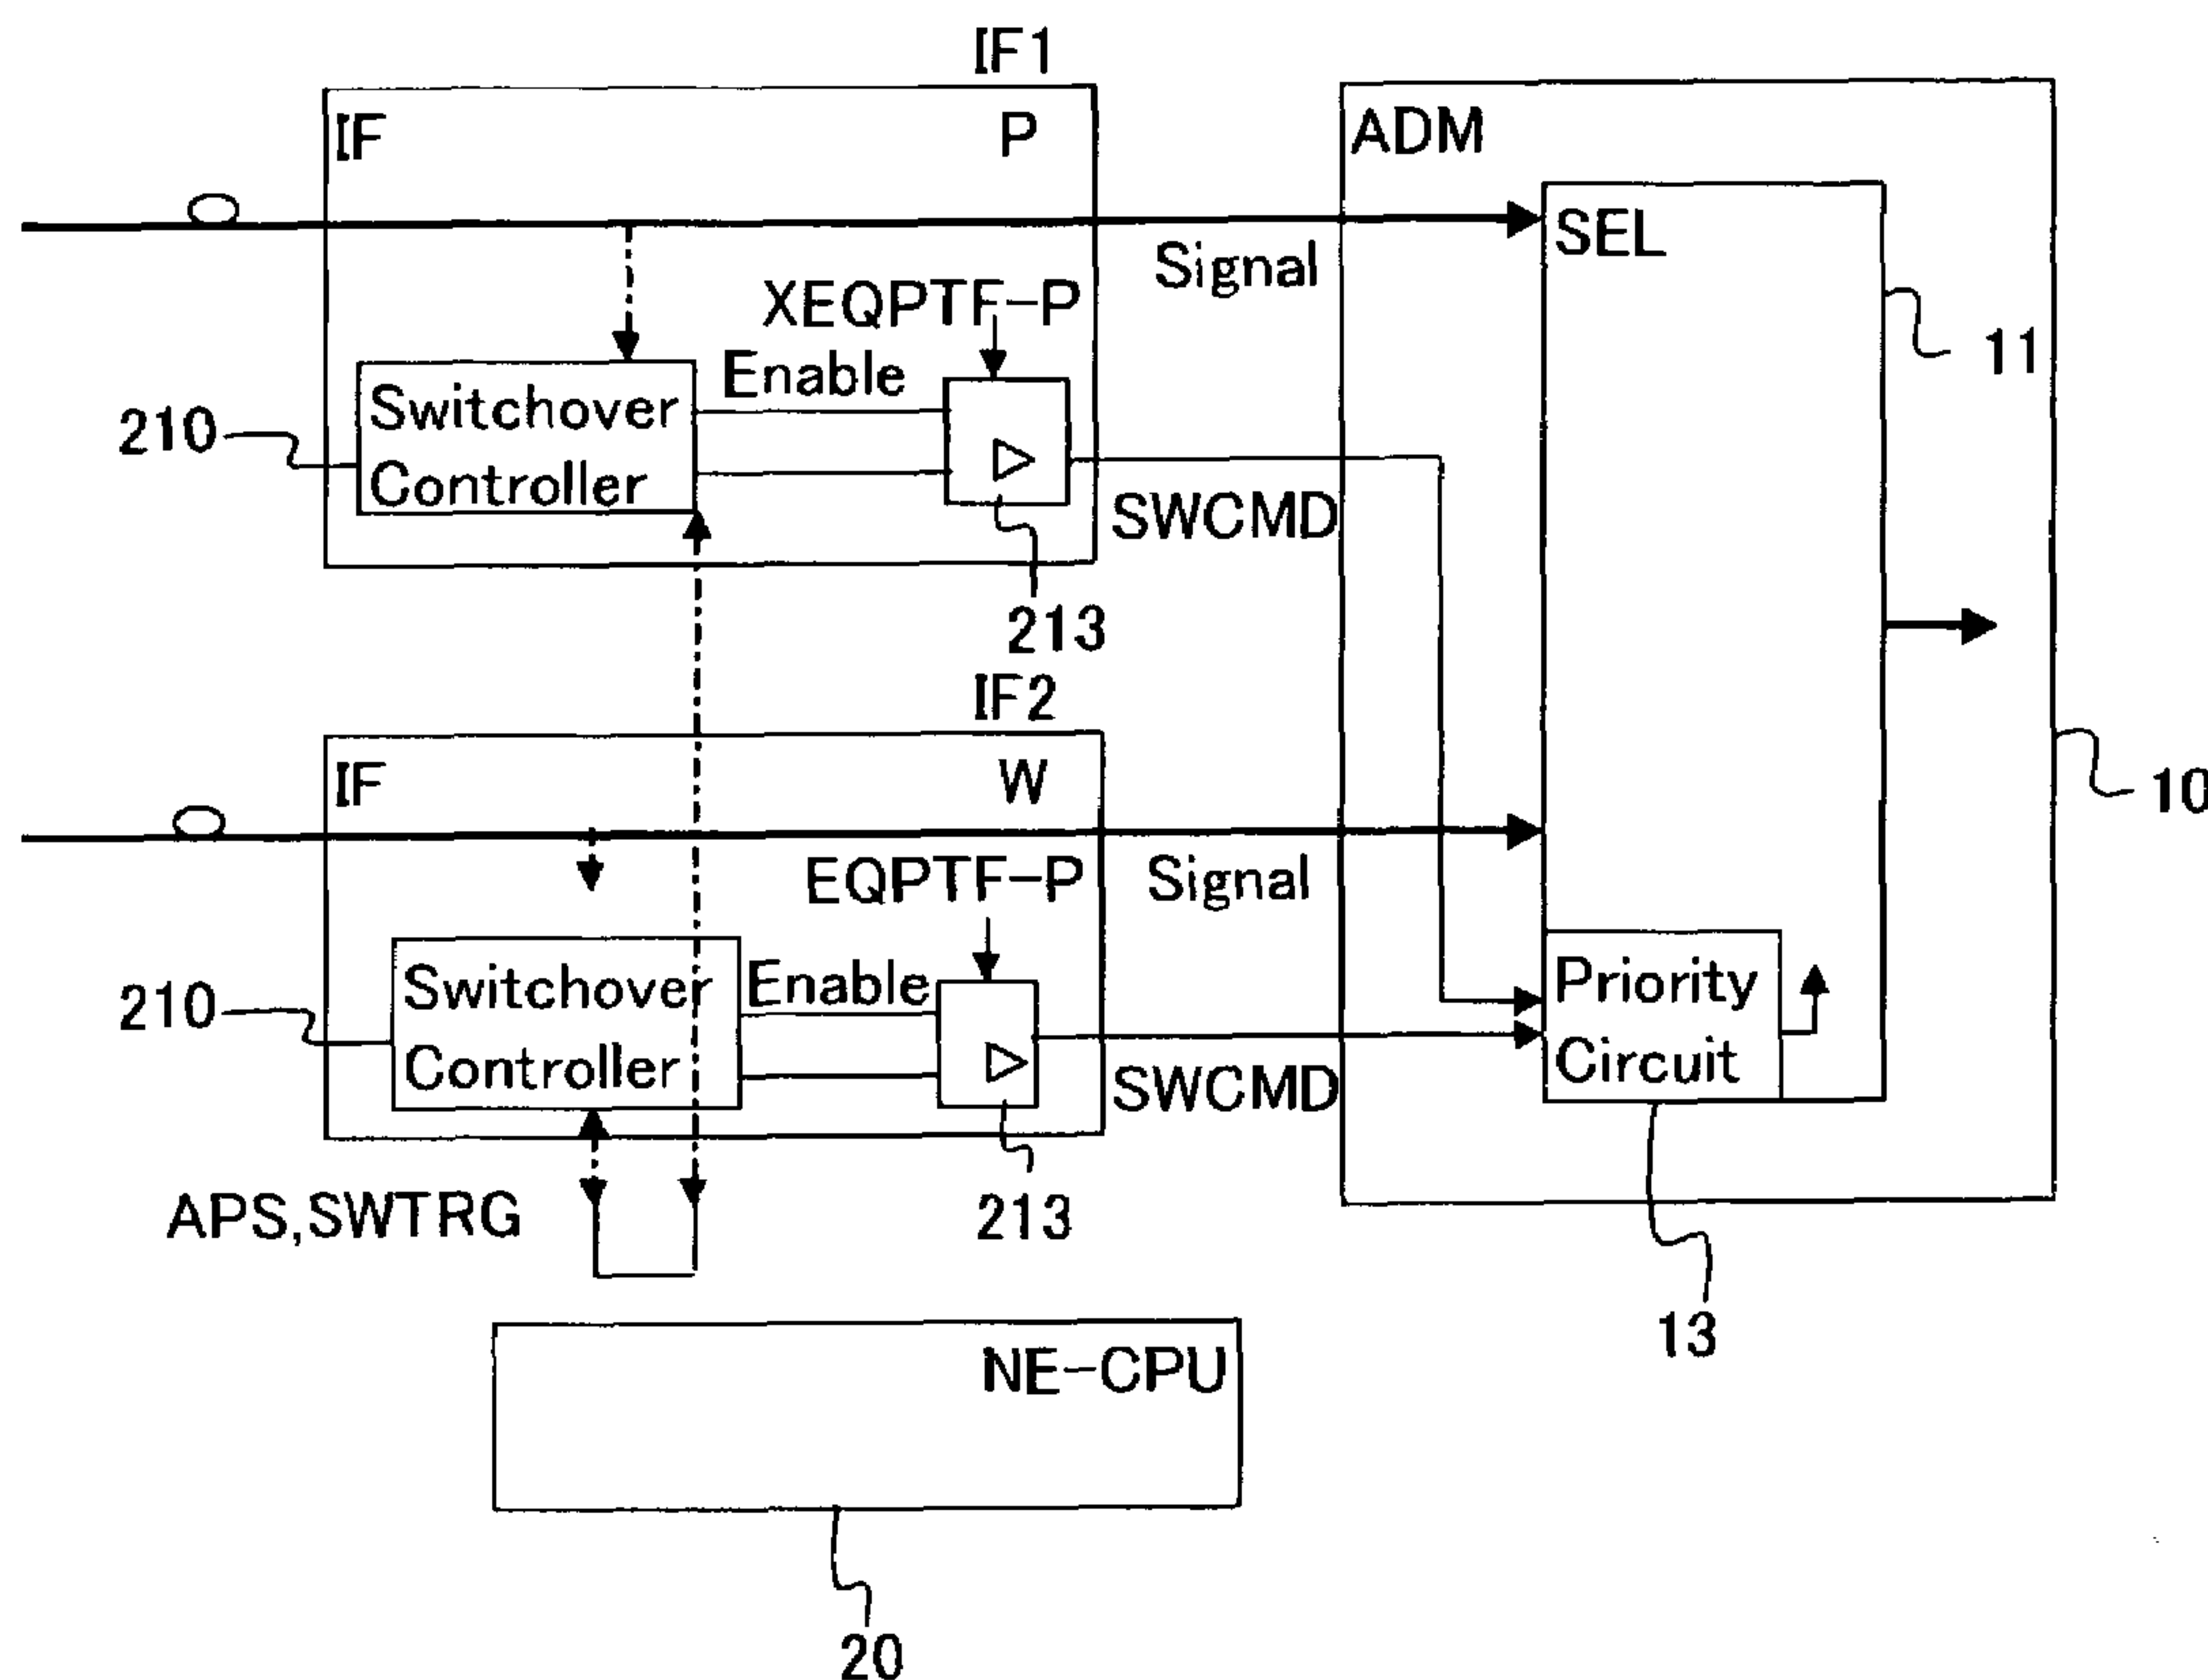 IF1
IF
P
ADM
SEL
Signal
XEQPTF-P
11
Enable
Switchover
Controller
210
SWCMD
213
IF2
IF
W
10
EQPTF-P
Signal
Enable
Switchover
Controller
210
Priority
Circuit
SWCMD
213
APS,SWTRG
13
NE-CPU
20